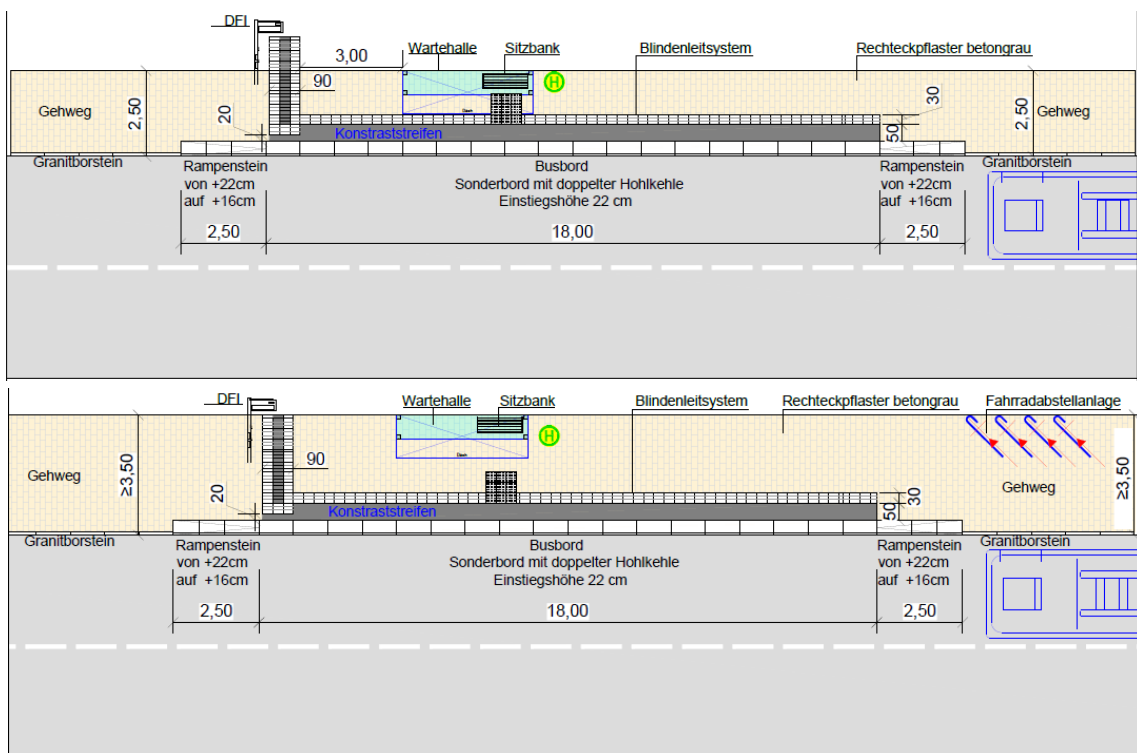 DFI
Wartehalle
Sitzbank
Blindenleitsystem
Rechteckpflaster betongrau
3,00
90
H
30
Gehweg
2,50
20
Dawn
2,50
Gehweg
Konstraststreifen
50
Granitborstein
Rampenstein
von +22cm
auf +16cm
Busbord
Sonderbord mit doppelter Hohlkehle
Einstiegshöhe 22 cm
Rampenstein
von +22cm
auf +16cm
Granitborstein
2,50
18,00
2,50
DFI
Wartehalle
Sitzbank
Blindenleitsystem
Rechteckpflaster betongrau
Fahrradabstellanlage
H
90
Gehweg
≥3,50
20
Dawn
Gehweg
≥3,50
30
50
Konstraststreifen
Granitborstein
Rampenstein
von +22cm
auf +16cm
Busbord
Sonderbord mit doppelter Hohlkehle
Einstiegshöhe 22 cm
Rampenstein
von +22cm
auf +16cm
Granitborstein
2,50
18,00
2,50